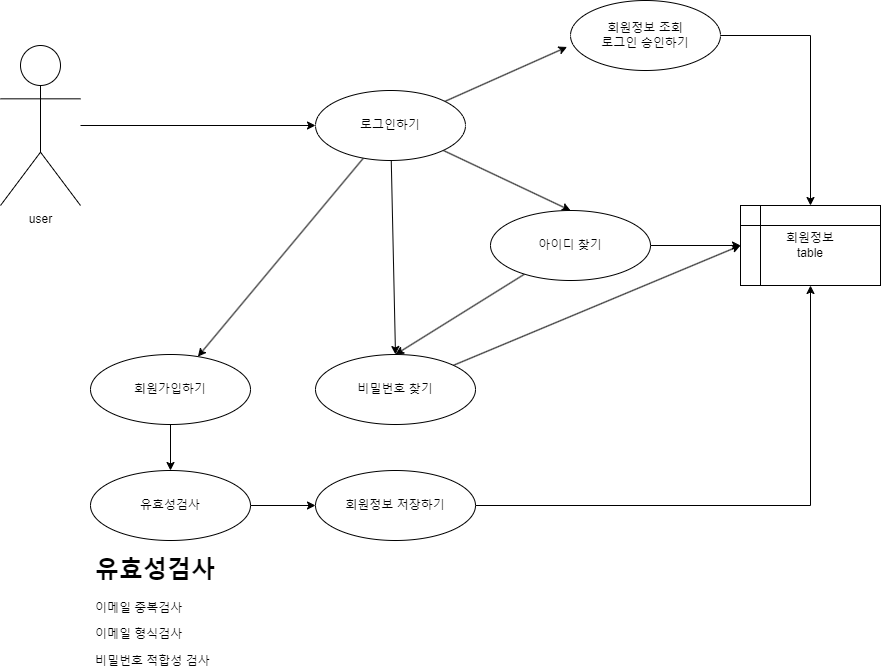 회원정보 조회
로그인 승인하기
로그인하기
user
아이디 찾기
회원정보
table
회원가입하기
비밀번호 찾기
유효성검사
회원정보 저장하기
유효성검사
이메일 중복검사
이메일 형식검사
비밀번호 적합성 검사